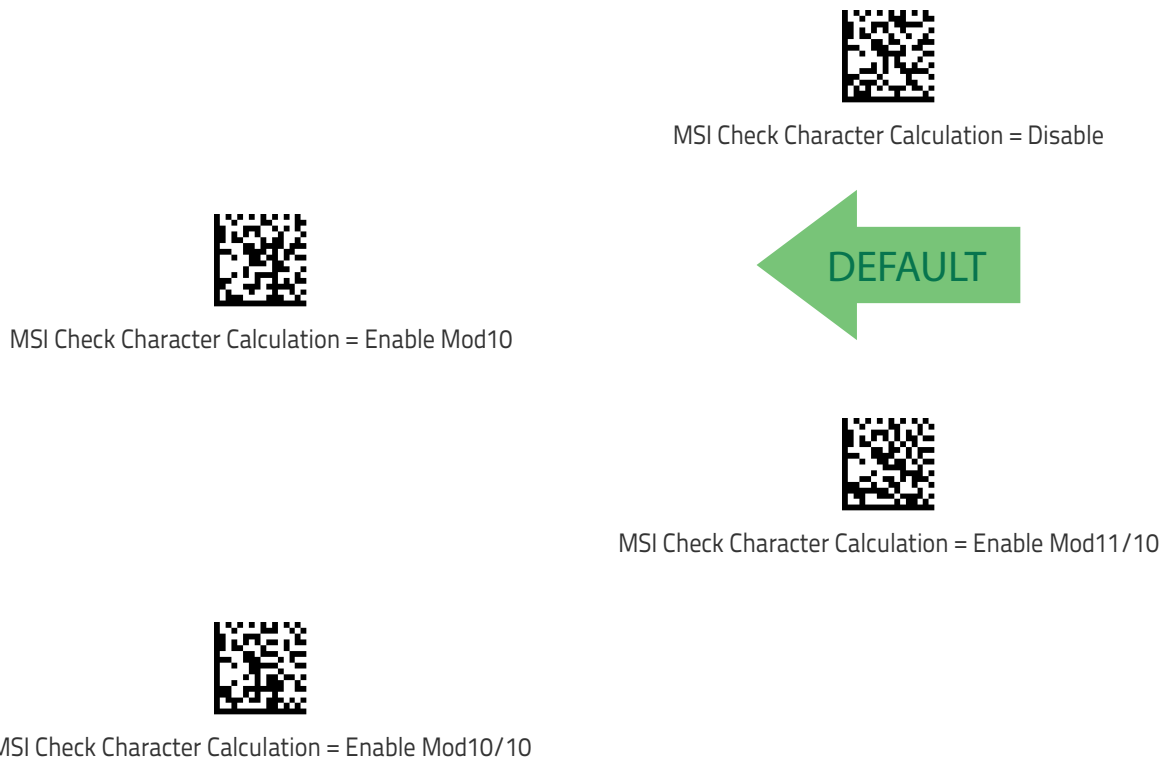 MSI Check Character Calculation = Disable
DEFAULT
MSI Check Character Calculation = Enable Mod10
MSI Check Character Calculation = Enable Mod11/10
MSI Check Character Calculation = Enable Mod10/10